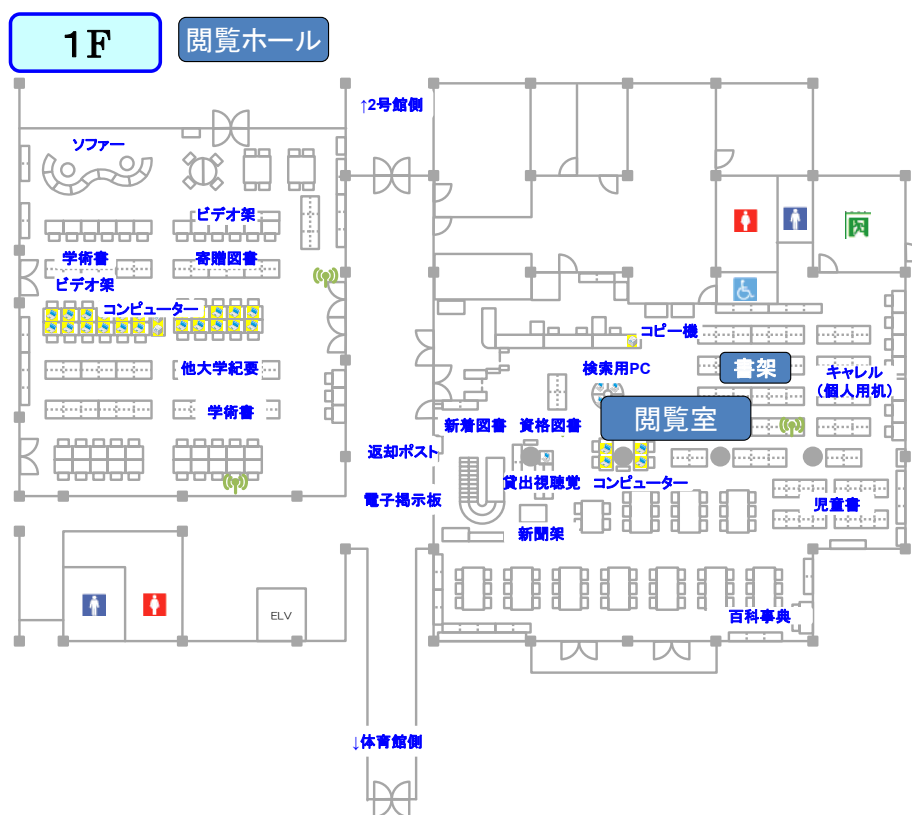 1F
閲覧ホール
↑2号館側
ソファー
ビデオ架
学術書
寄贈図書
ビデオ架
コンピューター
コピー機
検索用PC
書架
他大学紀要
キャレル
(個人用机)
学術書
閲覧室
新着図書
資格図書
返却ポスト
貸出視聴覚
コンピューター
電子掲示板
児童書
新聞架
ELV
百科事典
↓体育館側